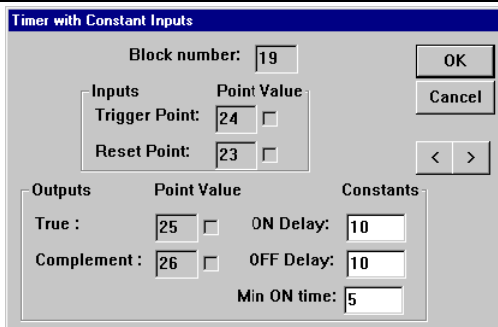 Timer with Constant Inputs
Block number: 19
OK
Cancel
< >
Inputs Point Value
Trigger Point: 24
Reset Point: 23
Outputs Point Value Constants
True : 25 ON Delay: 10
Complement : 26 OFF Delay: 10
Min ON time: 5